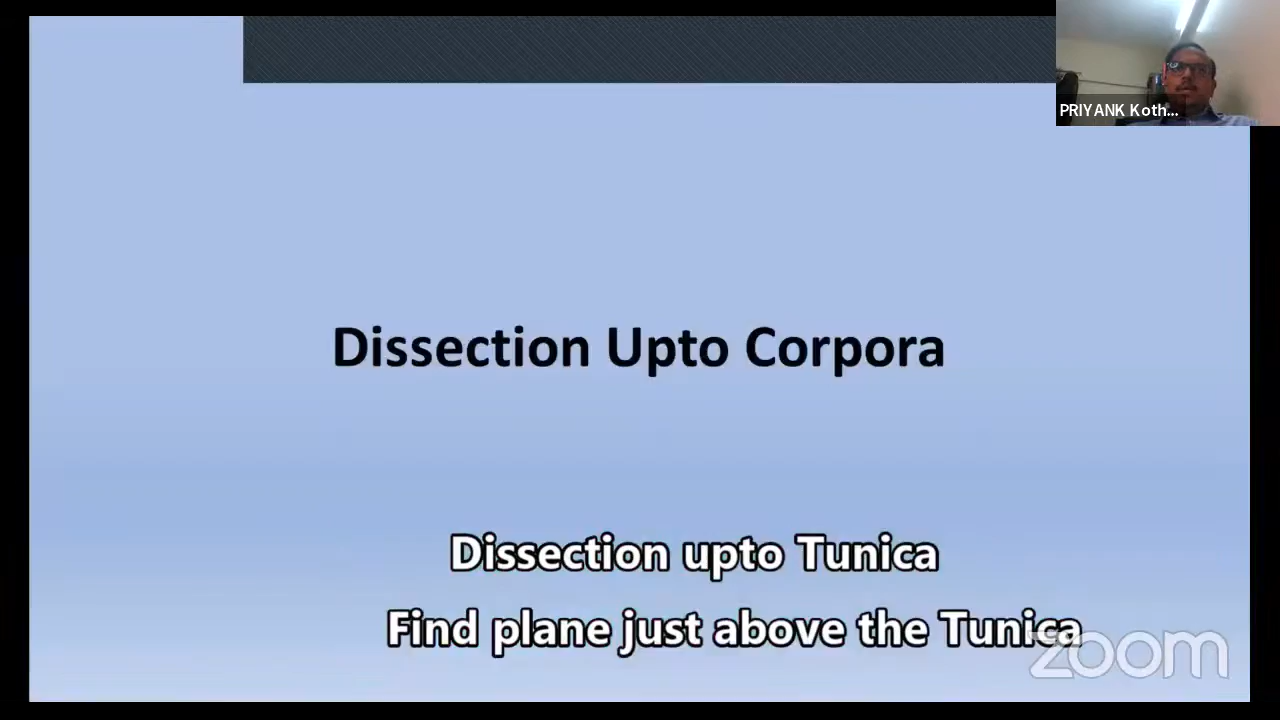 PRIYANK Koth...
Dissection Upto Corpora
Dissection upto Tunica
Find plane just above the Tunica
zoom